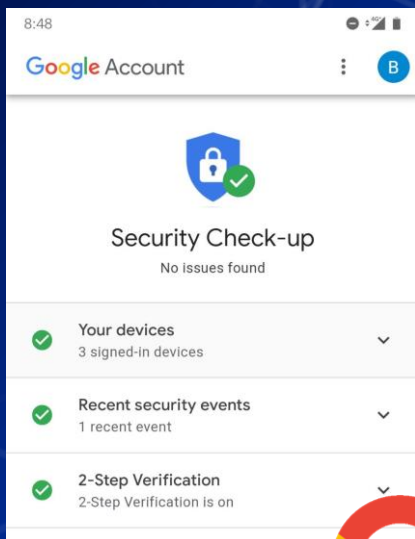 8:48
4G+
Google Account
B
Security Check-up
No issues found
Your devices
3 signed-in devices
Recent security events
1 recent event
2-Step Verification
2-Step Verification is on